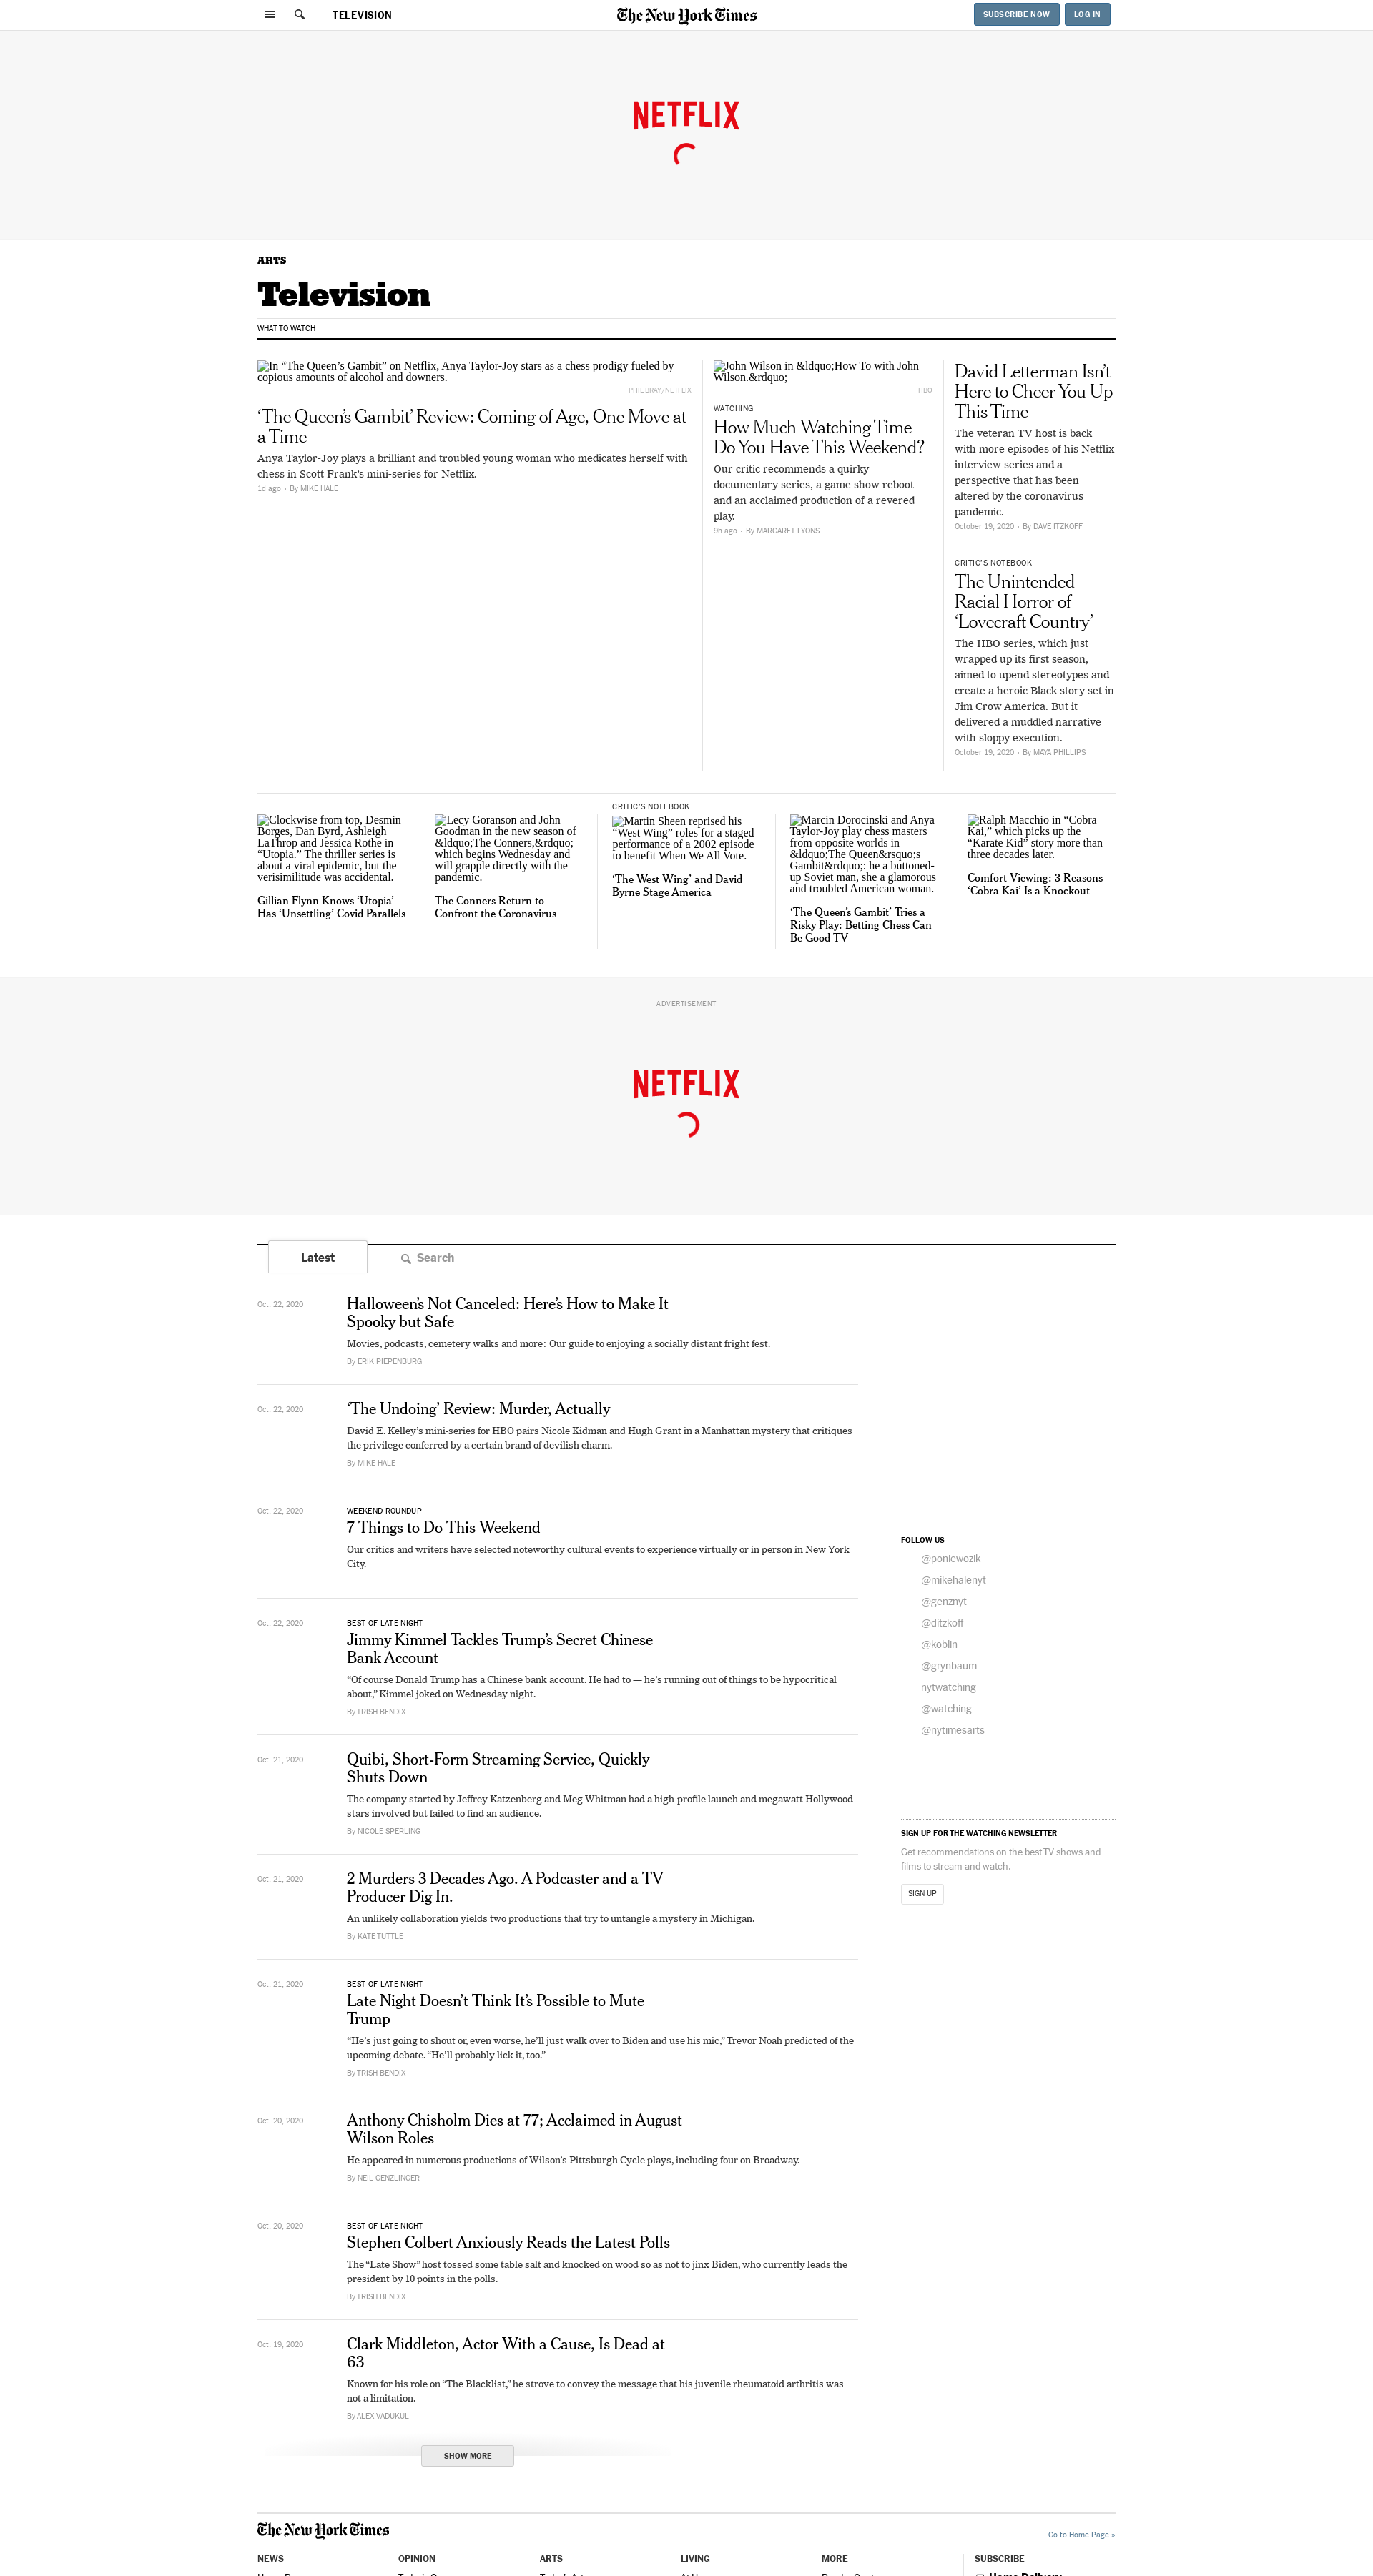 TELEVISION
The New York Times
SUBSCRIBE NOW
LOG IN
NETFLIX
ARTS
Television
WHAT TO WATCH
In “The Queen’s Gambit” on Netflix, Anya Taylor-Joy stars as a chess prodigy fueled by
copious amounts of alcohol and downers.
PHIL BRAY/NETFLIX
‘The Queen’s Gambit’ Review: Coming of Age, One Move at
a Time
Anya Taylor-Joy plays a brilliant and troubled young woman who medicates herself with
chess in Scott Frank’s mini-series for Netflix.
1d ago • By MIKE HALE
John Wilson in &ldquo;How To with John
Wilson.&rdquo;
HBO
WATCHING
How Much Watching Time
Do You Have This Weekend?
Our critic recommends a quirky
documentary series, a game show reboot
and an acclaimed production of a revered
play.
9h ago • By MARGARET LYONS
David Letterman Isn’t
Here to Cheer You Up
This Time
The veteran TV host is back
with more episodes of his Netflix
interview series and a
perspective that has been
altered by the coronavirus
pandemic.
October 19, 2020 • By DAVE ITZKOFF
CRITIC’S NOTEBOOK
The Unintended
Racial Horror of
‘Lovecraft Country’
The HBO series, which just
wrapped up its first season,
aimed to upend stereotypes and
create a heroic Black story set in
Jim Crow America. But it
delivered a muddled narrative
with sloppy execution.
October 19, 2020 • By MAYA PHILLIPS
Clockwise from top, Desmin
Borges, Dan Byrd, Ashleigh
LaThrop and Jessica Rothe in
“Utopia.” The thriller series is
about a viral epidemic, but the
verisimilitude was accidental.
Gillian Flynn Knows ‘Utopia’
Has ‘Unsettling’ Covid Parallels
Lecy Goranson and John
Goodman in the new season of
&ldquo;The Conners,&rdquo;
which begins Wednesday and
will grapple directly with the
pandemic.
The Conners Return to
Confront the Coronavirus
CRITIC’S NOTEBOOK
Martin Sheen reprised his
“West Wing” roles for a staged
performance of a 2002 episode
to benefit When We All Vote.
‘The West Wing’ and David
Byrne Stage America
Marcin Dorocinski and Anya
Taylor-Joy play chess masters
from opposite worlds in
&ldquo;The Queen&rsquo;s
Gambit&rdquo;: he a buttoned-
up Soviet man, she a glamorous
and troubled American woman.
‘The Queen’s Gambit’ Tries a
Risky Play: Betting Chess Can
Be Good TV
Ralph Macchio in “Cobra
Kai,” which picks up the
“Karate Kid” story more than
three decades later.
Comfort Viewing: 3 Reasons
‘Cobra Kai’ Is a Knockout
ADVERTISEMENT
NETFLIX
Latest
Search
Oct. 22, 2020
Halloween’s Not Canceled: Here’s How to Make It
Spooky but Safe
Movies, podcasts, cemetery walks and more: Our guide to enjoying a socially distant fright fest.
By ERIK PIEPENBURG
Oct. 22, 2020
‘The Undoing’ Review: Murder, Actually
David E. Kelley’s mini-series for HBO pairs Nicole Kidman and Hugh Grant in a Manhattan mystery that critiques
the privilege conferred by a certain brand of devilish charm.
By MIKE HALE
Oct. 22, 2020
WEEKEND ROUNDUP
7 Things to Do This Weekend
Our critics and writers have selected noteworthy cultural events to experience virtually or in person in New York
City.
Oct. 22, 2020
BEST OF LATE NIGHT
Jimmy Kimmel Tackles Trump’s Secret Chinese
Bank Account
“Of course Donald Trump has a Chinese bank account. He had to — he’s running out of things to be hypocritical
about,” Kimmel joked on Wednesday night.
By TRISH BENDIX
Oct. 21, 2020
Quibi, Short-Form Streaming Service, Quickly
Shuts Down
The company started by Jeffrey Katzenberg and Meg Whitman had a high-profile launch and megawatt Hollywood
stars involved but failed to find an audience.
By NICOLE SPERLING
Oct. 21, 2020
2 Murders 3 Decades Ago. A Podcaster and a TV
Producer Dig In.
An unlikely collaboration yields two productions that try to untangle a mystery in Michigan.
By KATE TUTTLE
Oct. 21, 2020
BEST OF LATE NIGHT
Late Night Doesn’t Think It’s Possible to Mute
Trump
“He’s just going to shout or, even worse, he’ll just walk over to Biden and use his mic,” Trevor Noah predicted of the
upcoming debate. “He’ll probably lick it, too.”
By TRISH BENDIX
Oct. 20, 2020
Anthony Chisholm Dies at 77; Acclaimed in August
Wilson Roles
He appeared in numerous productions of Wilson’s Pittsburgh Cycle plays, including four on Broadway.
By NEIL GENZLINGER
Oct. 20, 2020
BEST OF LATE NIGHT
Stephen Colbert Anxiously Reads the Latest Polls
The “Late Show” host tossed some table salt and knocked on wood so as not to jinx Biden, who currently leads the
president by 10 points in the polls.
By TRISH BENDIX
Oct. 19, 2020
Clark Middleton, Actor With a Cause, Is Dead at
63
Known for his role on “The Blacklist,” he strove to convey the message that his juvenile rheumatoid arthritis was
not a limitation.
By ALEX VADUKUL
SHOW MORE
FOLLOW US
@poniewozik
@mikehalenyt
@genznyt
@ditzkoff
@koblin
@grynbaum
nytwatching
@watching
@nytimesarts
SIGN UP FOR THE WATCHING NEWSLETTER
Get recommendations on the best TV shows and
films to stream and watch.
SIGN UP
The New York Times
Go to Home Page »
NEWS
OPINION
ARTS
LIVING
MORE
SUBSCRIBE